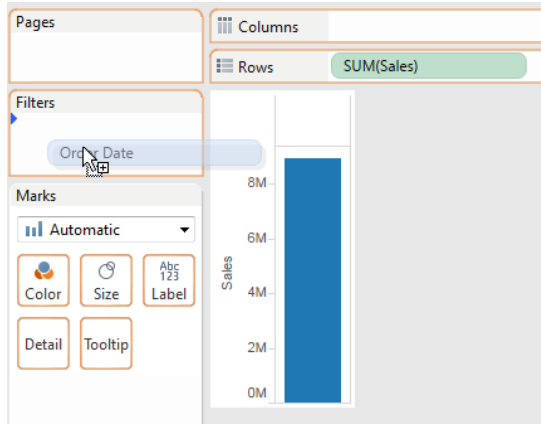 Pages
Columns
Rows SUM(Sales)
Filters
Order Date
Marks
Automatic
Color Size Abc 123 Label
Detail Tooltip
Sales
8M
6M
4M
2M
0M